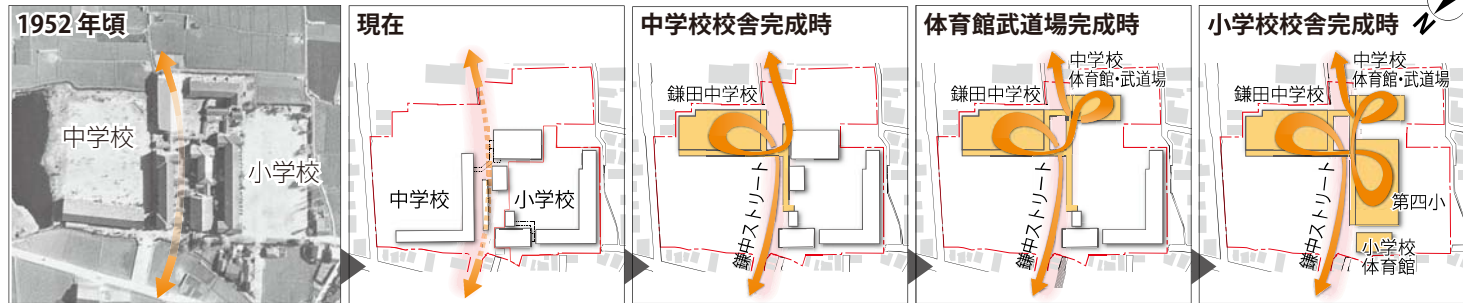 1952 年頃
中学校
小学校
現在
中学校
小学校
中学校校舎完成時
鎌田中学校
鎌中ストリート
体育館武道場完成時
中学校
体育館・武道場
鎌田中学校
鎌中ストリート
小学校校舎完成時
N
中学校
体育館・武道場
鎌田中学校
鎌中ストリート
第四小
小学校
体育館